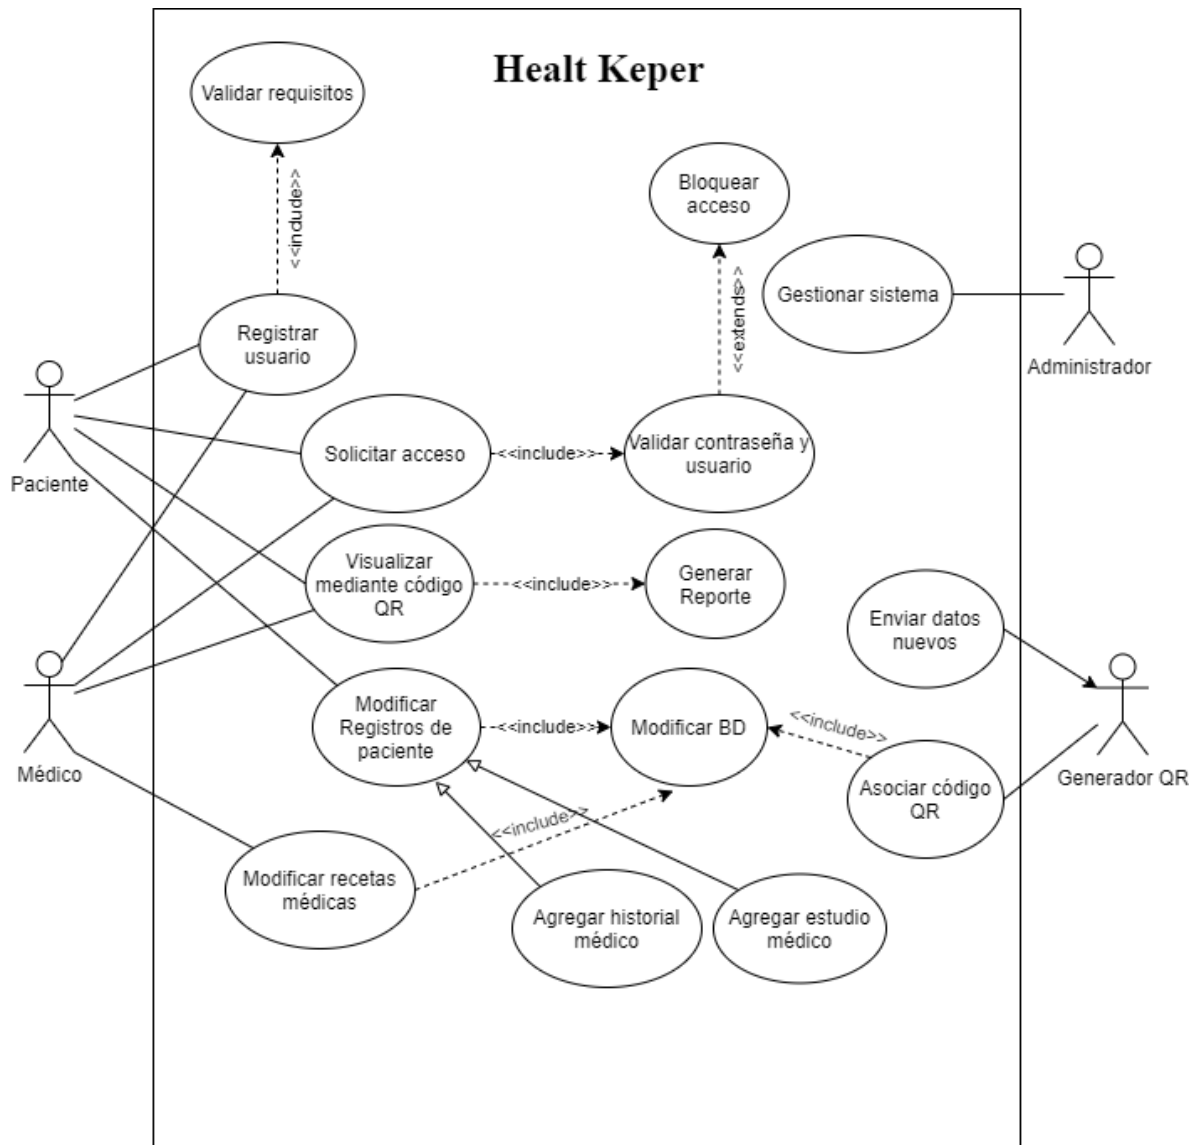 Healt Keper
Validar requisitos
<<include>>
Bloquear
acceso
<<extends>>
Gestionar sistema
Administrador
Registrar
usuario
Paciente
Solicitar acceso
<<include>>
Validar contraseña y
usuario
Visualizar
mediante código
QR
<<include>>
Generar
Reporte
Enviar datos
nuevos
Médico
Modificar
Registros de
paciente
<<include>>
Modificar BD
<<include>>
Asociar código
QR
Generador QR
<<include>>
Modificar recetas
médicas
Agregar historial
médico
Agregar estudio
médico